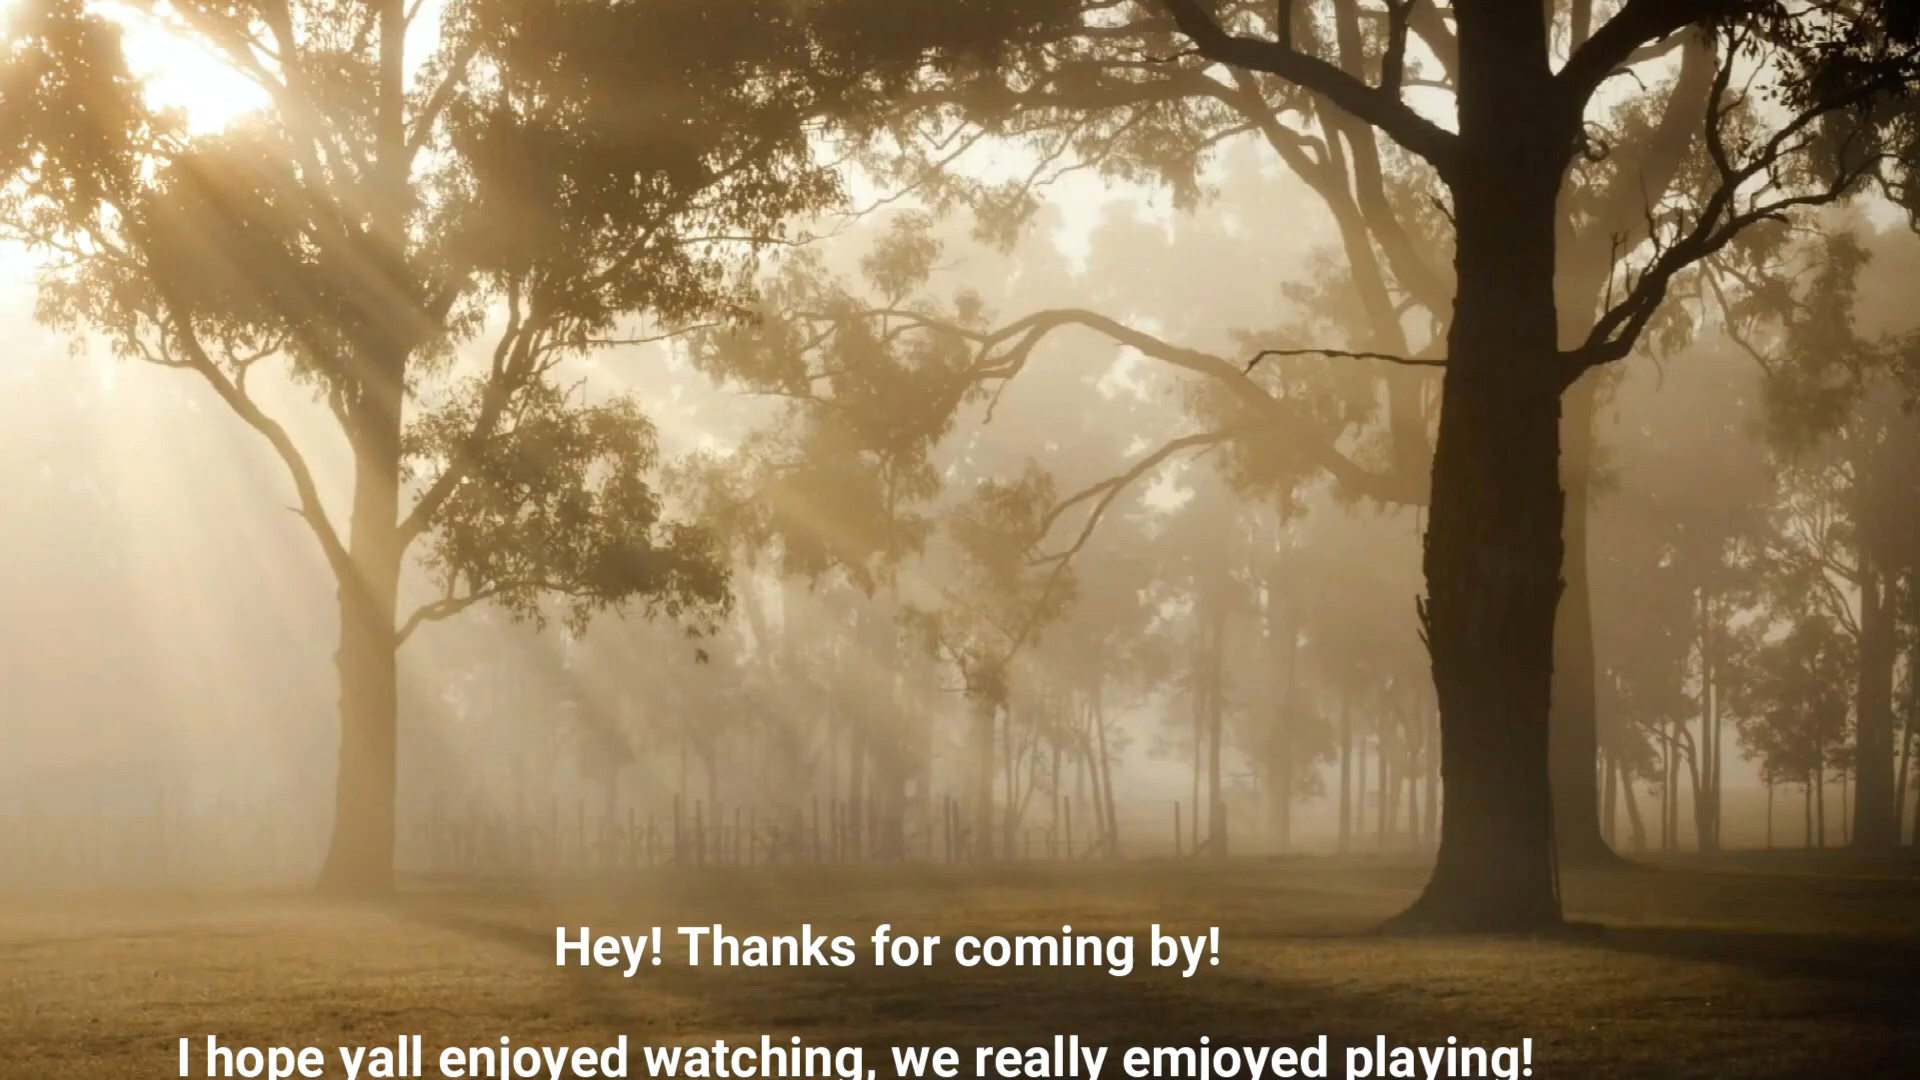 Hey! Thanks for coming by!
I hope yall enjoyed watching, we really emjoyed playing!